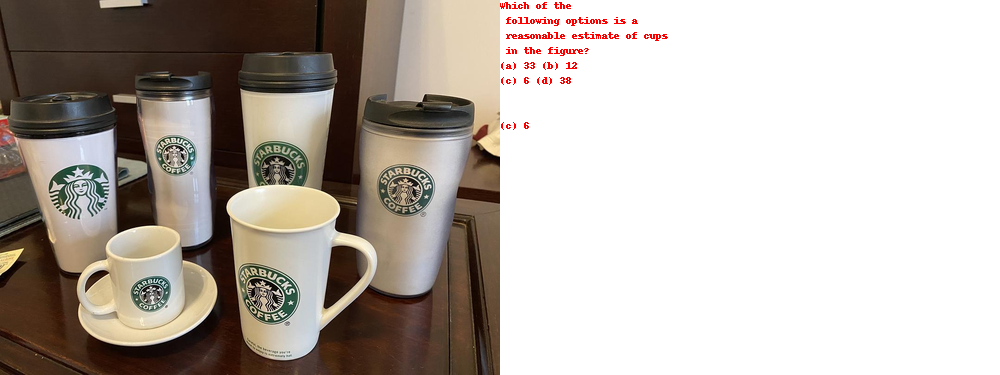 STARBUCKS
COFFEE
STARBUCKS
STARBUCKS
COFFEE
STARBUCKS
COFFEE
STARBUCKS
COFFEE
Which of the
following options is a
reasonable estimate of cups
in the figure?
(a) 33 (b) 12
(c) 6 (d) 38
(c) 6